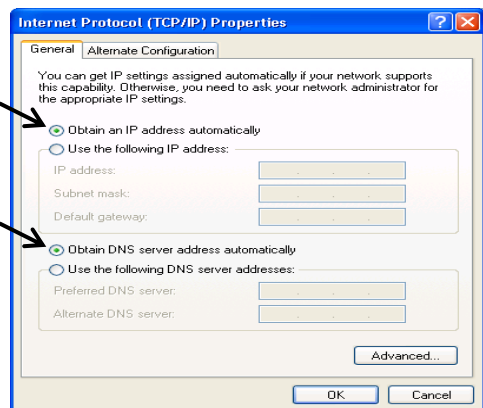 Internet Protocol (TCP/IP) Properties
General Alternate Configuration
You can get IP settings assigned automatically if your network supports
this capability. Otherwise, you need to ask your network administrator for
the appropriate IP settings.
Obtain an IP address automatically
Use the following IP address:
IP address:
Subnet mask:
Default gateway:
Obtain DNS server address automatically
Use the following DNS server addresses:
Preferred DNS server:
Alternate DNS server:
Advanced...
OK Cancel